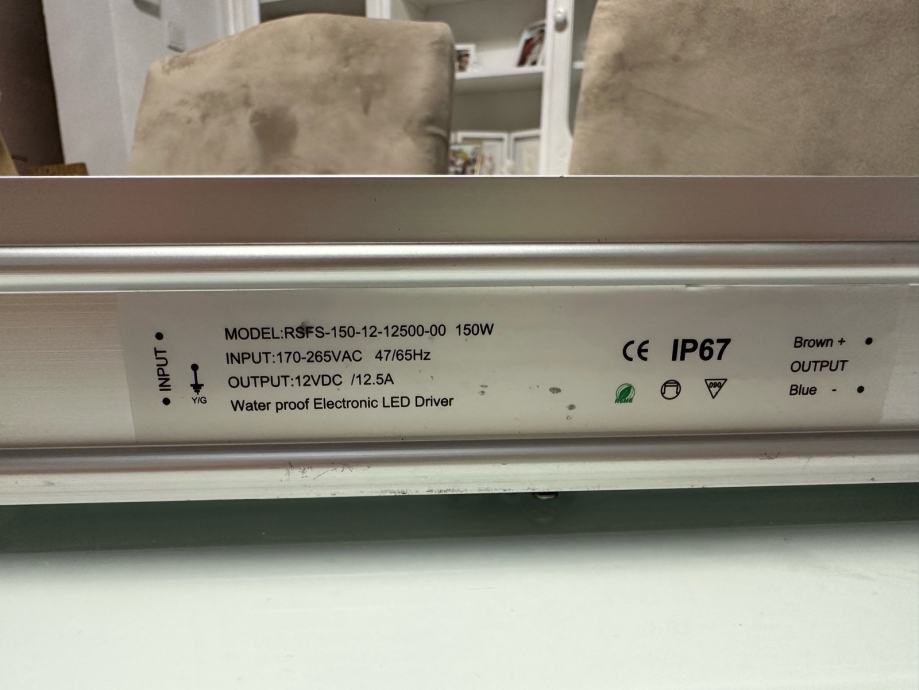 INPUT
Y/G
MODEL:RSFS-150-12-12500-00 150W
INPUT:170-265VAC 47/65Hz
OUTPUT:12VDC /12.5A
Water proof Electronic LED Driver
CE IP67
090
Brown +
OUTPUT
Blue -